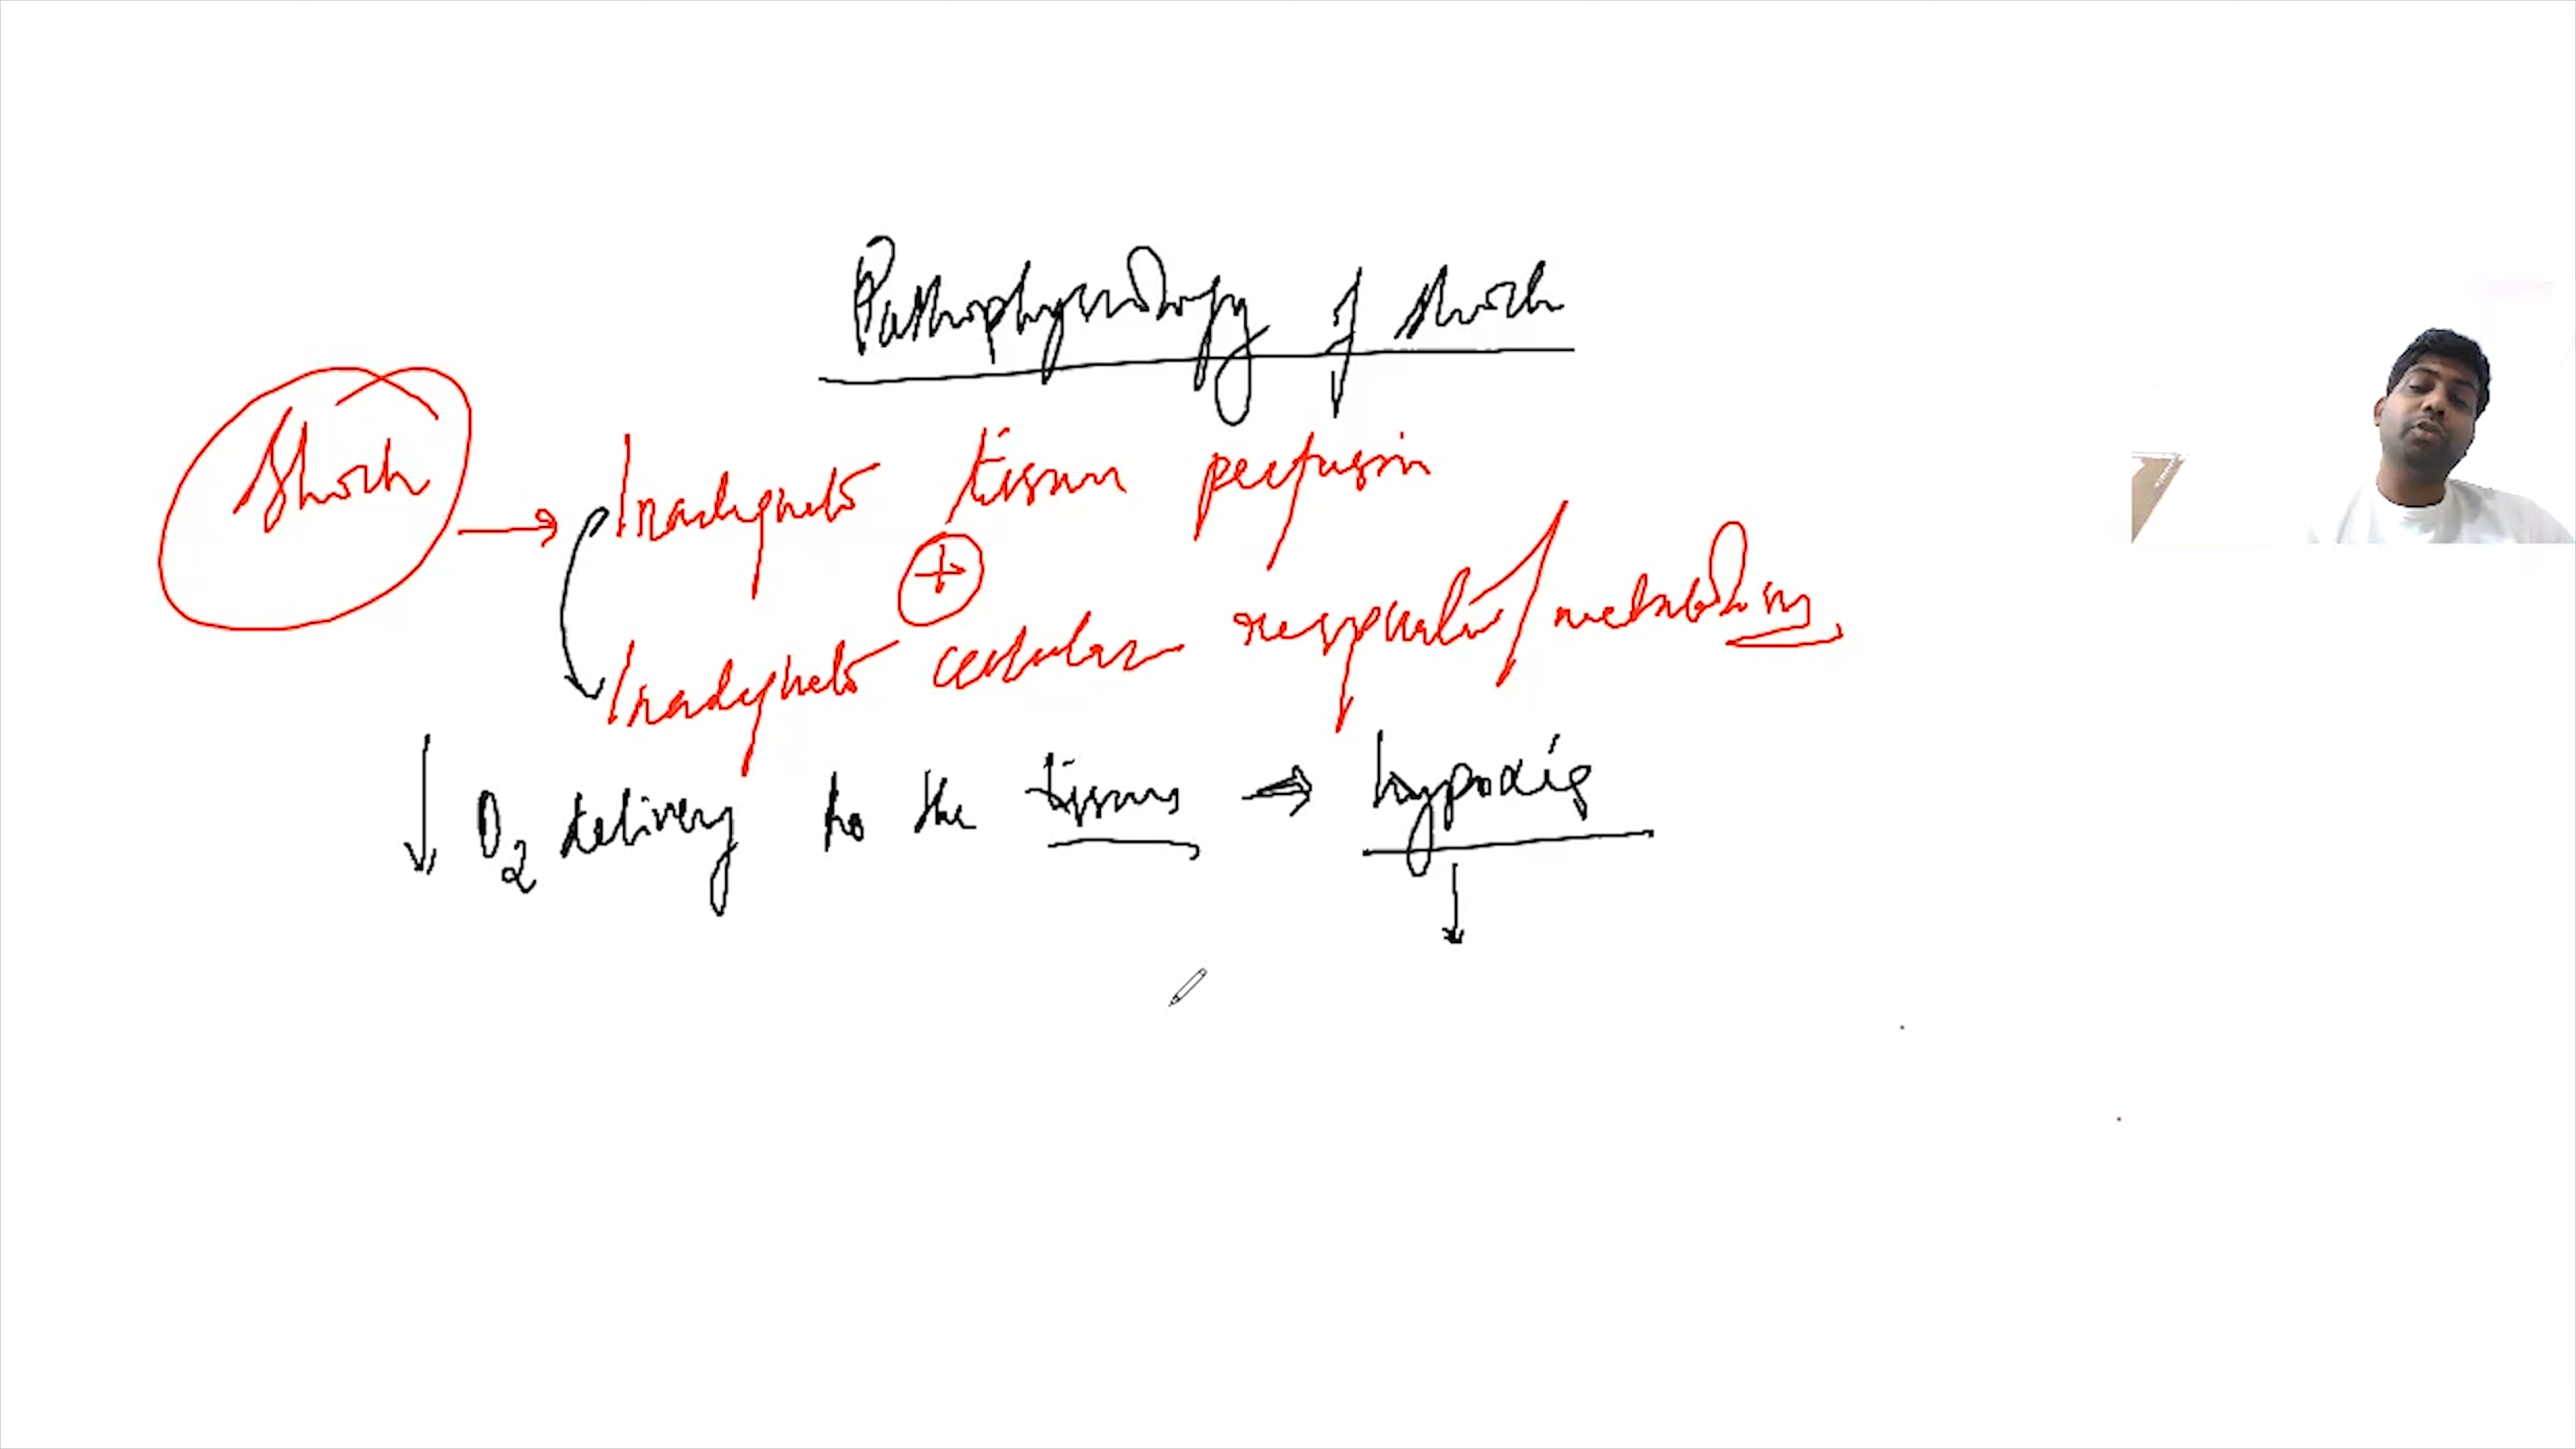 Pathophysiology of shock
Shock
→ Inadequate tissue perfusion
+
Inadequate cellular respiration/metabolism
↓ O2 delivery to the tissues → hypoxia
↓